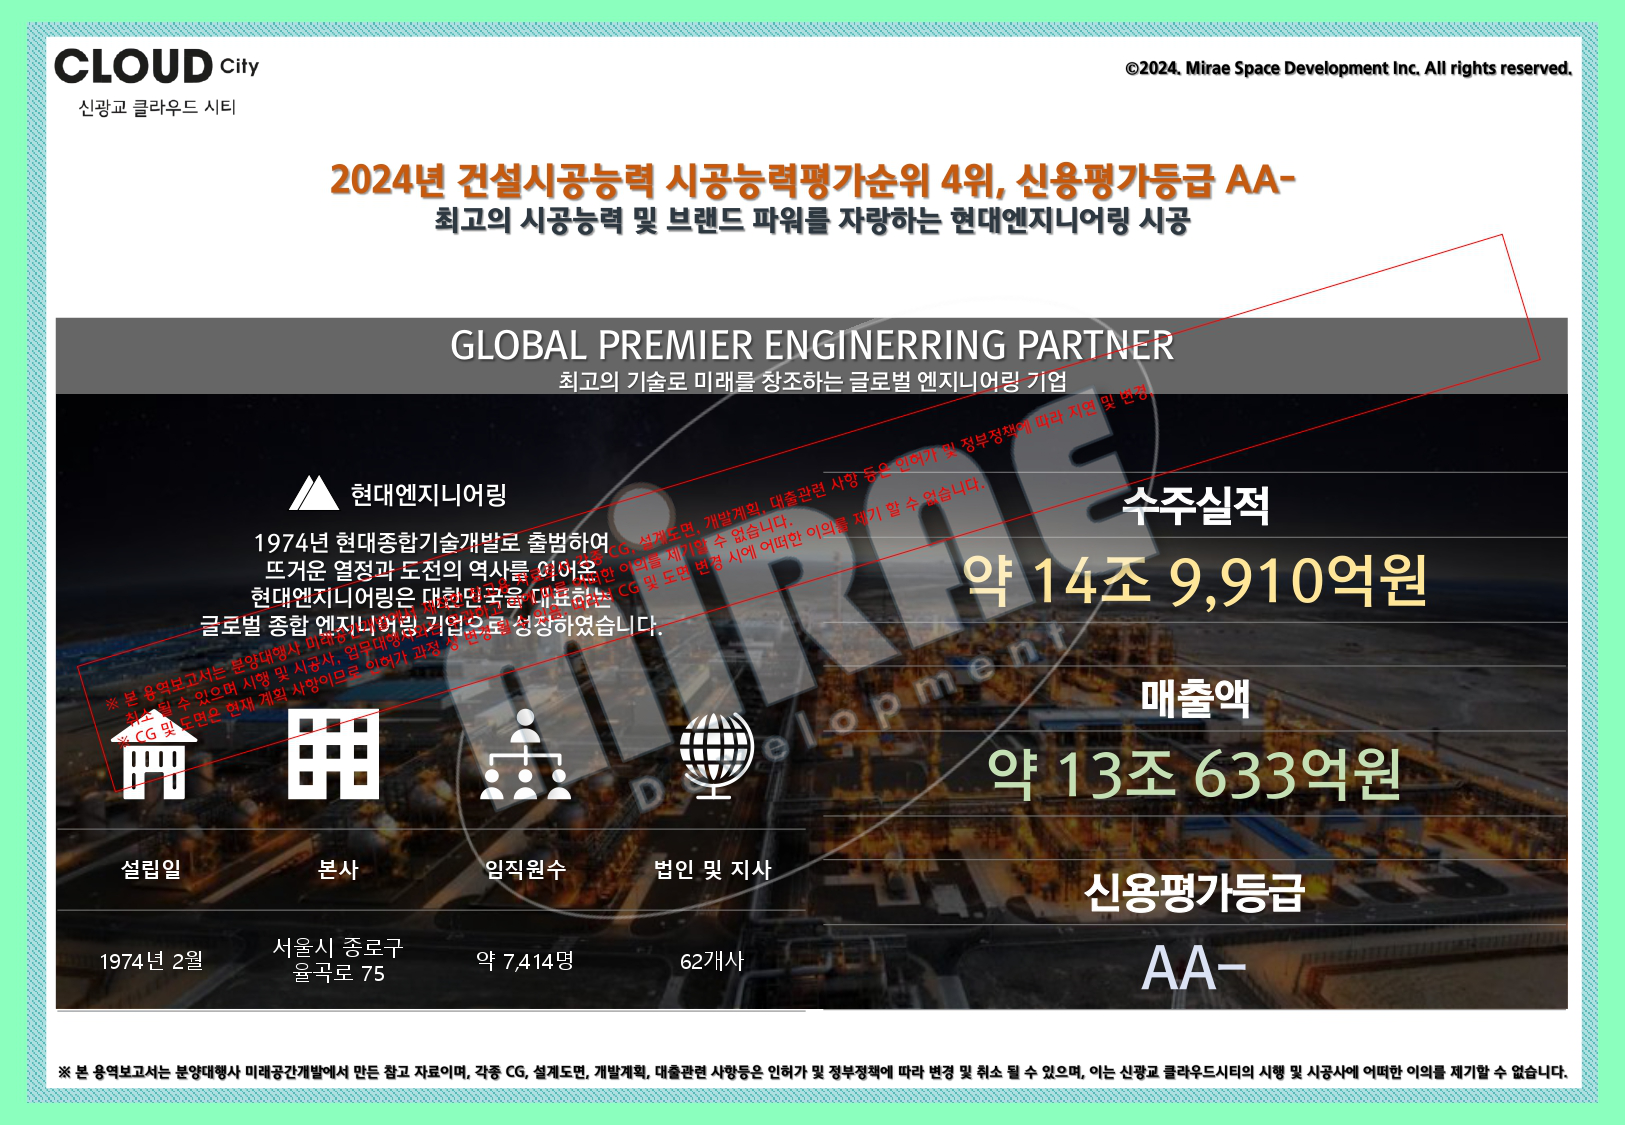 CLOUD City
신광교 클라우드 시티
©2024. Mirae Space Development Inc. All rights reserved.
2024년 건설시공능력 시공능력평가순위 4위, 신용평가등급 AA-
최고의 시공능력 및 브랜드 파워를 자랑하는 현대엔지니어링 시공
GLOBAL PREMIER ENGINERRING PARTNER
최고의 기술로 미래를 창조하는 글로벌 엔지니어링 기업
현대엔지니어링
1974년 현대종합기술개발로 출범하여
뜨거운 열정과 도전의 역사를 이어온
현대엔지니어링은 대한민국을 대표하는
글로벌 종합 엔지니어링 기업으로 성장하였습니다.
※ 본 용역보고서는 분양대행사 미래공간개발에서 제작한 참고용 자료로서 각종 CG, 설계도면, 개발계획, 대출관련 사항 등은 인허가 및 정부정책에 따라 지연 및 변경,
취소 될 수 있으며 시행 및 시공사, 업무대행사와는 무관하고 이에 따른 어떠한 이의를 제기할 수 없습니다.
※ CG 및 도면은 현재 계획 사항이므로 인허가 과정 상 변경 될 수 있음. 따라서 CG 및 도면 변경 시에 어떠한 이의를 제기 할 수 없습니다.
miRAE
Development
설립일
본사
임직원수
법인 및 지사
1974년 2월
서울시 종로구
율곡로 75
약 7,414명
62개사
수주실적
약 14조 9,910억원
매출액
약 13조 633억원
신용평가등급
AA-
※ 본 용역보고서는 분양대행사 미래공간개발에서 만든 참고 자료이며, 각종 CG, 설계도면, 개발계획, 대출관련 사항등은 인허가 및 정부정책에 따라 변경 및 취소 될 수 있으며, 이는 신광교 클라우드시티의 시행 및 시공사에 어떠한 이의를 제기할 수 없습니다.